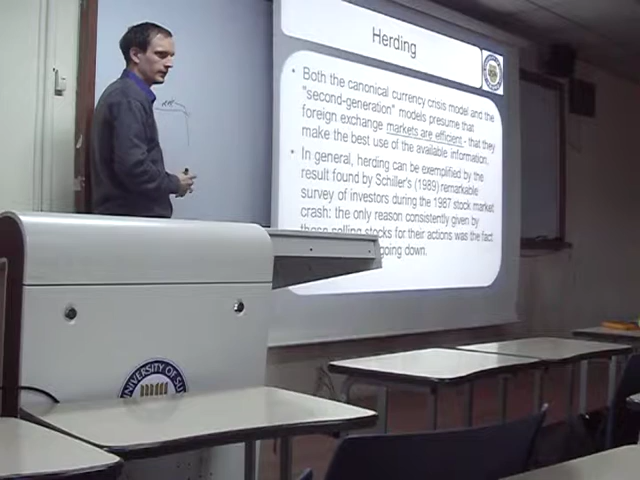 Herding
• Both the canonical currency crisis model and the
"second-generation" models presume that
foreign exchange markets are efficient - that they
make the best use of the available information.
• In general, herding can be exemplified by the
result found by Schiller's (1989) remarkable
survey of investors during the 1987 stock market
crash: the only reason consistently given by
those selling stocks for their actions was the fact
going down.
UNIVERSITY OF SU